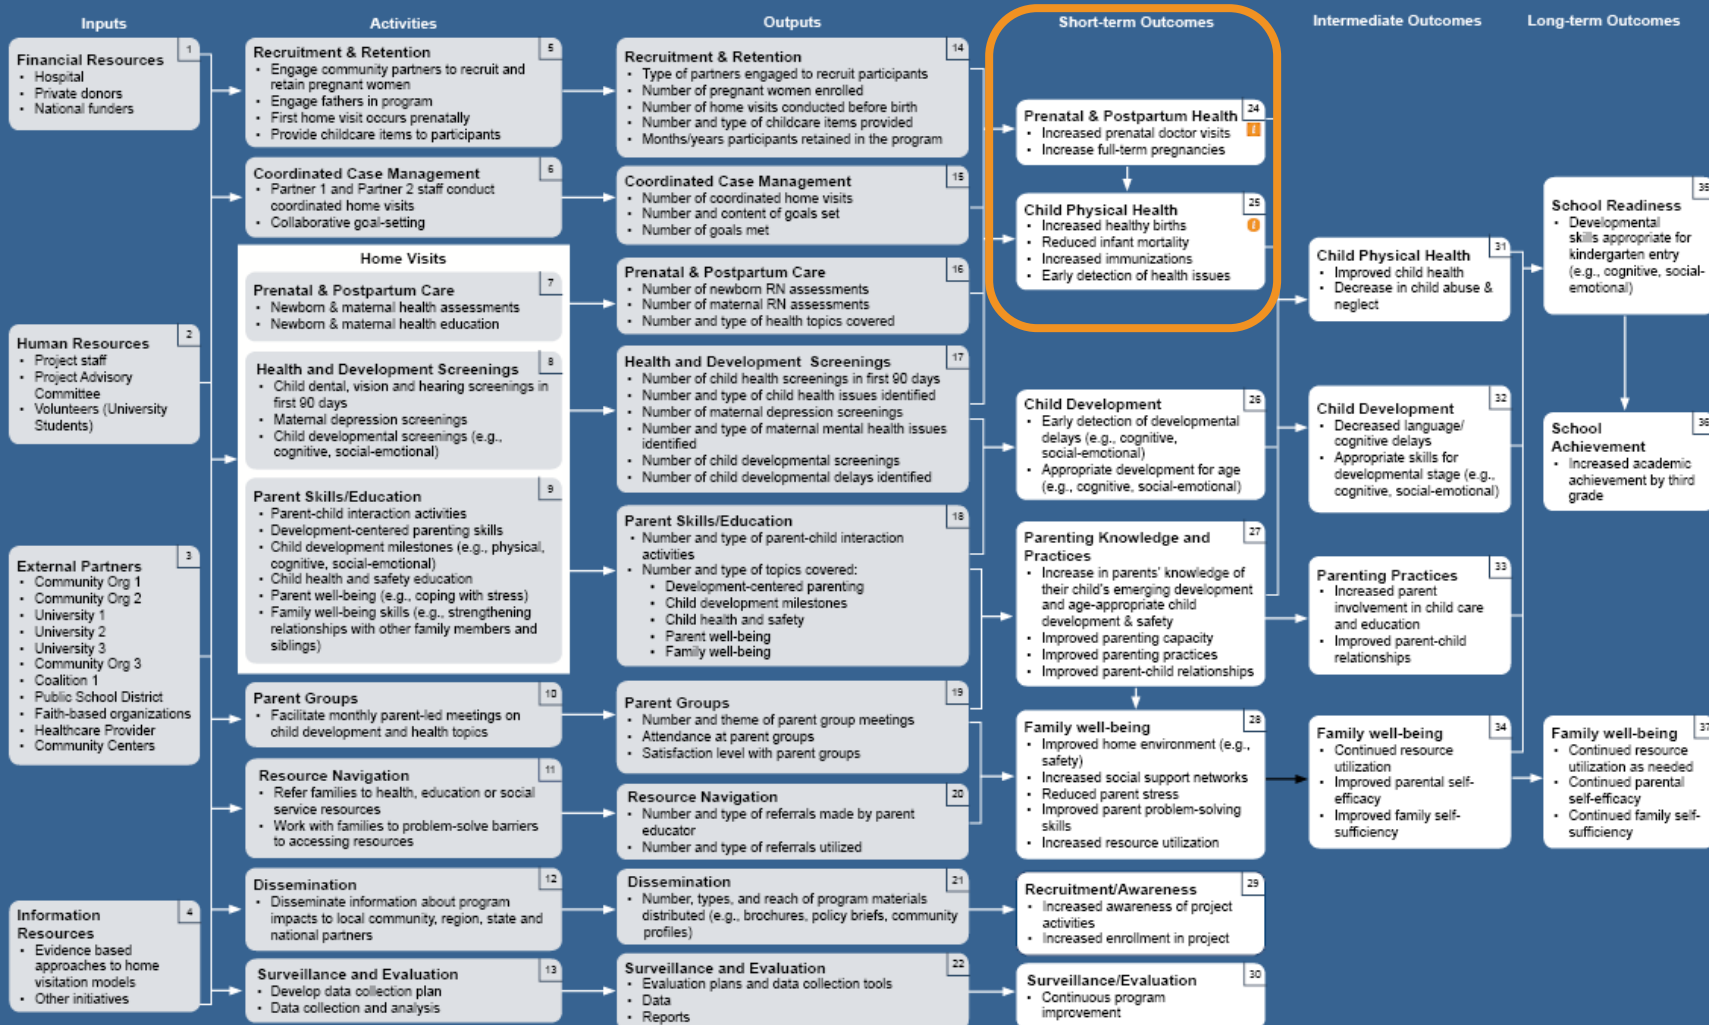 Inputs
Activities
Outputs
Short-term Outcomes
Intermediate Outcomes
Long-term Outcomes
1
Financial Resources
• Hospital
• Private donors
• National funders
2
Human Resources
• Project staff
• Project Advisory
Committee
• Volunteers (University
Students)
3
External Partners
• Community Org 1
• Community Org 2
• University 1
• University 2
• University 3
• Community Org 3
• Coalition 1
• Public School District
• Faith-based organizations
• Healthcare Provider
• Community Centers
4
Information
Resources
• Evidence based
approaches to home
visitation models
• Other initiatives
5
Recruitment & Retention
• Engage community partners to recruit and
retain pregnant women
• Engage fathers in program
• First home visit occurs prenatally
• Provide childcare items to participants
6
Coordinated Case Management
• Partner 1 and Partner 2 staff conduct
coordinated home visits
• Collaborative goal-setting
Home Visits
7
Prenatal & Postpartum Care
• Newborn & maternal health assessments
• Newborn & maternal health education
8
Health and Development Screenings
• Child dental, vision and hearing screenings in
first 90 days
• Maternal depression screenings
• Child developmental screenings (e.g.,
cognitive, social-emotional)
9
Parent Skills/Education
• Parent-child interaction activities
• Development-centered parenting skills
• Child development milestones (e.g., physical,
cognitive, social-emotional)
• Child health and safety education
• Parent well-being (e.g., coping with stress)
• Family well-being skills (e.g., strengthening
relationships with other family members and
siblings)
10
Parent Groups
• Facilitate monthly parent-led meetings on
child development and health topics
11
Resource Navigation
• Refer families to health, education or social
service resources
• Work with families to problem-solve barriers
to accessing resources
12
Dissemination
• Disseminate information about program
impacts to local community, region, state and
national partners
13
Surveillance and Evaluation
• Develop data collection plan
• Data collection and analysis
14
Recruitment & Retention
• Type of partners engaged to recruit participants
• Number of pregnant women enrolled
• Number of home visits conducted before birth
• Number and type of childcare items provided
• Months/years participants retained in the program
15
Coordinated Case Management
• Number of coordinated home visits
• Number and content of goals set
• Number of goals met
16
Prenatal & Postpartum Care
• Number of newborn RN assessments
• Number of maternal RN assessments
• Number and type of health topics covered
17
Health and Development Screenings
• Number of child health screenings in first 90 days
• Number and type of child health issues identified
• Number of maternal depression screenings
• Number and type of maternal mental health issues
identified
• Number of child developmental screenings
• Number of child developmental delays identified
18
Parent Skills/Education
• Number and type of parent-child interaction
activities
• Number and type of topics covered:
• Development-centered parenting
• Child development milestones
• Child health and safety
• Parent well-being
• Family well-being
19
Parent Groups
• Number and theme of parent group meetings
• Attendance at parent groups
• Satisfaction level with parent groups
20
Resource Navigation
• Number and type of referrals made by parent
educator
• Number and type of referrals utilized
21
Dissemination
• Number, types, and reach of program materials
distributed (e.g., brochures, policy briefs, community
profiles)
22
Surveillance and Evaluation
• Evaluation plans and data collection tools
• Data
• Reports
24
Prenatal & Postpartum Health
i
• Increased prenatal doctor visits
• Increase full-term pregnancies
25
Child Physical Health
i
• Increased healthy births
• Reduced infant mortality
• Increased immunizations
• Early detection of health issues
26
Child Development
• Early detection of developmental
delays (e.g., cognitive,
social-emotional)
• Appropriate development for age
(e.g., cognitive, social-emotional)
27
Parenting Knowledge and
Practices
• Increase in parents' knowledge of
their child's emerging development
and age-appropriate child
development & safety
• Improved parenting capacity
• Improved parenting practices
• Improved parent-child relationships
28
Family well-being
• Improved home environment (e.g.,
safety)
• Increased social support networks
• Reduced parent stress
• Improved parent problem-solving
skills
• Increased resource utilization
29
Recruitment/Awareness
• Increased awareness of project
activities
• Increased enrollment in project
30
Surveillance/Evaluation
• Continuous program
improvement
31
Child Physical Health
• Improved child health
• Decrease in child abuse &
neglect
32
Child Development
• Decreased language/
cognitive delays
• Appropriate skills for
developmental stage (e.g.,
cognitive, social-emotional)
33
Parenting Practices
• Increased parent
involvement in child care
and education
• Improved parent-child
relationships
34
Family well-being
• Continued resource
utilization
• Improved parental self-
efficacy
• Improved family self-
sufficiency
35
School Readiness
• Developmental
skills appropriate for
kindergarten entry
(e.g., cognitive, social-
emotional)
36
School
Achievement
• Increased academic
achievement by third
grade
37
Family well-being
• Continued resource
utilization as needed
• Continued parental
self-efficacy
• Continued family self-
sufficiency